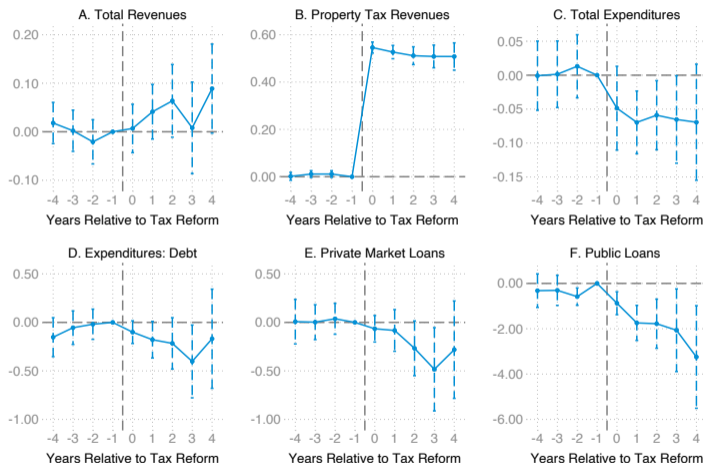 A. Total Revenues
0.20
0.10
0.00
-0.10
-4 -3 -2 -1 0 1 2 3 4
Years Relative to Tax Reform
B. Property Tax Revenues
0.60
0.40
0.20
0.00
-4 -3 -2 -1 0 1 2 3 4
Years Relative to Tax Reform
C. Total Expenditures
0.05
0.00
-0.05
-0.10
-0.15
-4 -3 -2 -1 0 1 2 3 4
Years Relative to Tax Reform
D. Expenditures: Debt
0.50
0.00
-0.50
-1.00
-4 -3 -2 -1 0 1 2 3 4
Years Relative to Tax Reform
E. Private Market Loans
0.50
0.00
-0.50
-1.00
-4 -3 -2 -1 0 1 2 3 4
Years Relative to Tax Reform
F. Public Loans
0.00
-2.00
-4.00
-6.00
-4 -3 -2 -1 0 1 2 3 4
Years Relative to Tax Reform